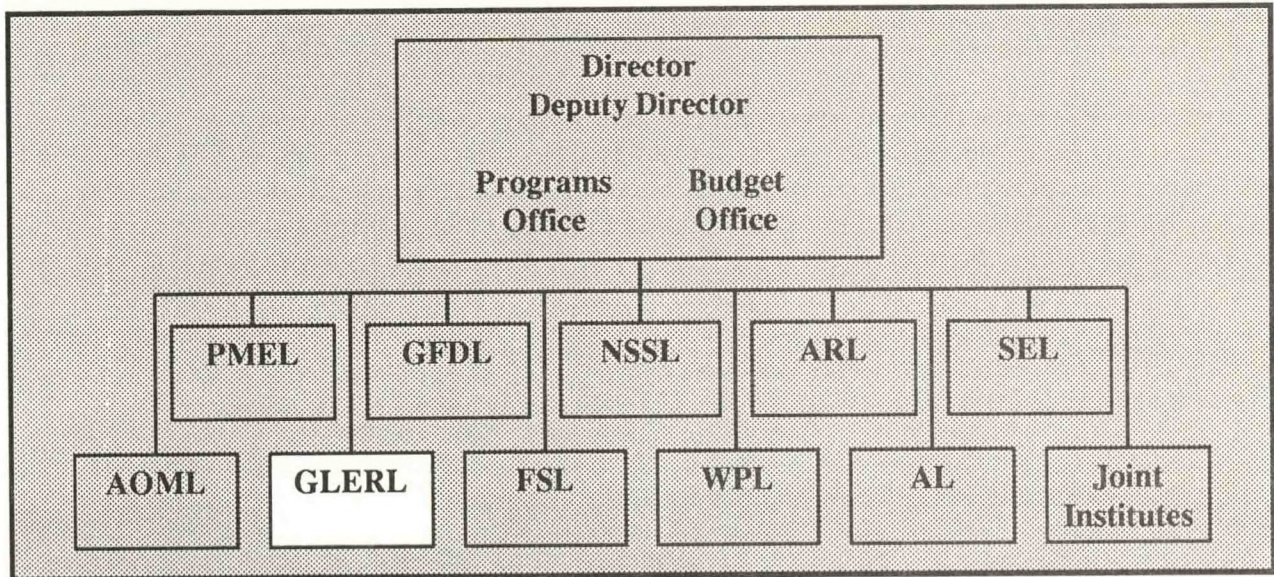 Director
Deputy Director
Programs Office
Budget Office
PMEL
GFDL
NSSL
ARL
SEL
AOML
GLERL
FSL
WPL
AL
Joint
Institutes